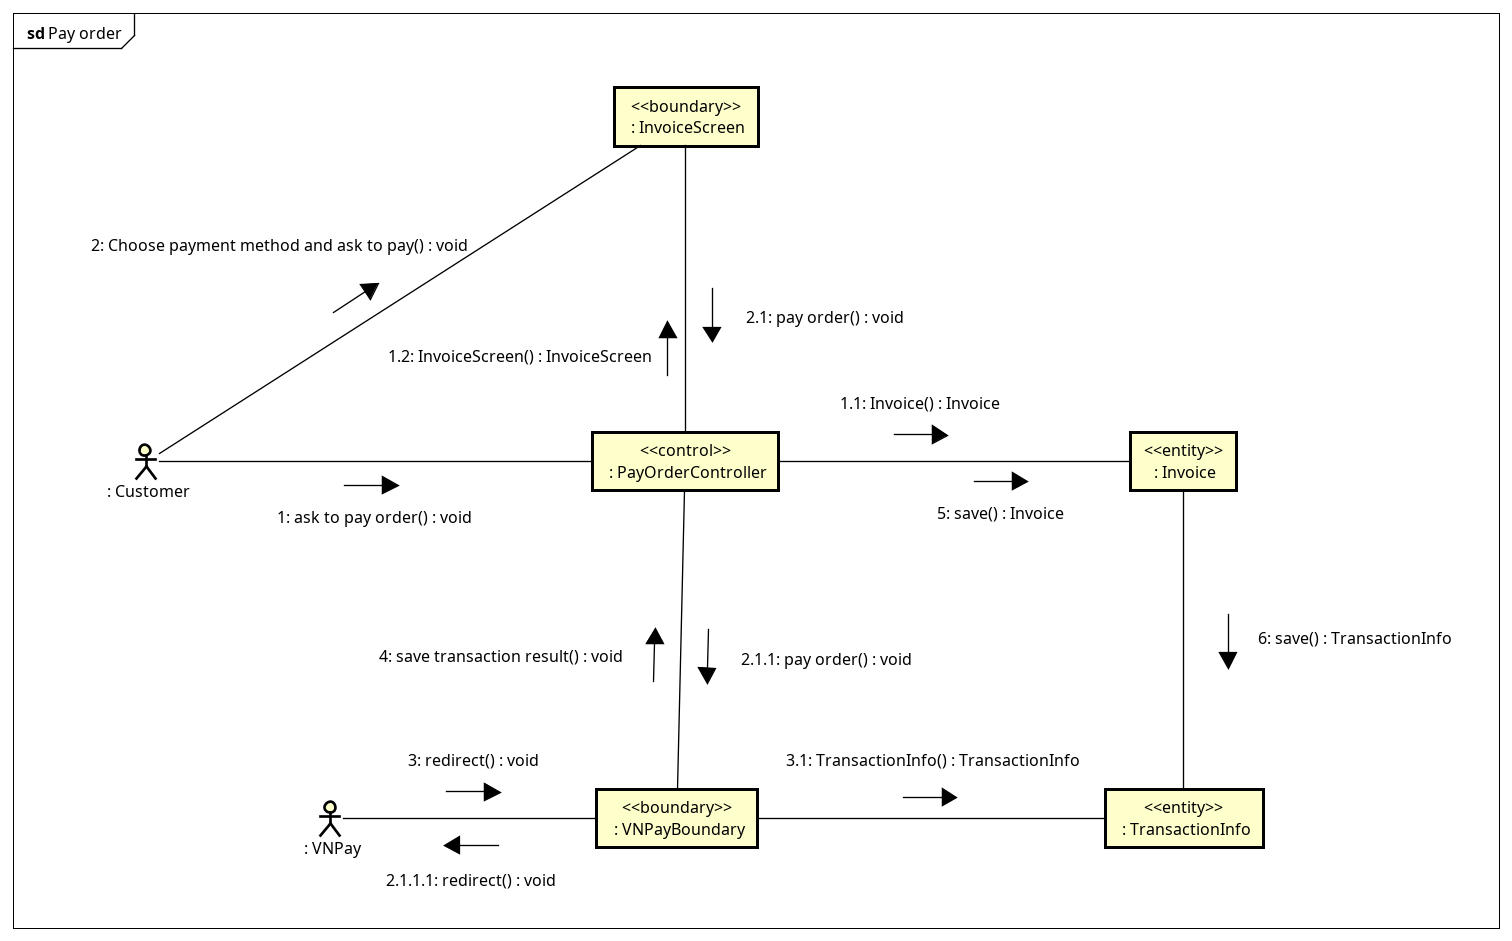 sd Pay order
<<boundary>>
: InvoiceScreen
2: Choose payment method and ask to pay() : void
2.1: pay order() : void
1.2: InvoiceScreen() : InvoiceScreen
1.1: Invoice() : Invoice
<<control>>
: PayOrderController
<<entity>>
: Invoice
: Customer
1: ask to pay order() : void
5: save() : Invoice
6: save() : TransactionInfo
4: save transaction result() : void
2.1.1: pay order() : void
3: redirect() : void
3.1: TransactionInfo() : TransactionInfo
<<boundary>>
: VNPayBoundary
<<entity>>
: TransactionInfo
: VNPay
2.1.1.1: redirect() : void